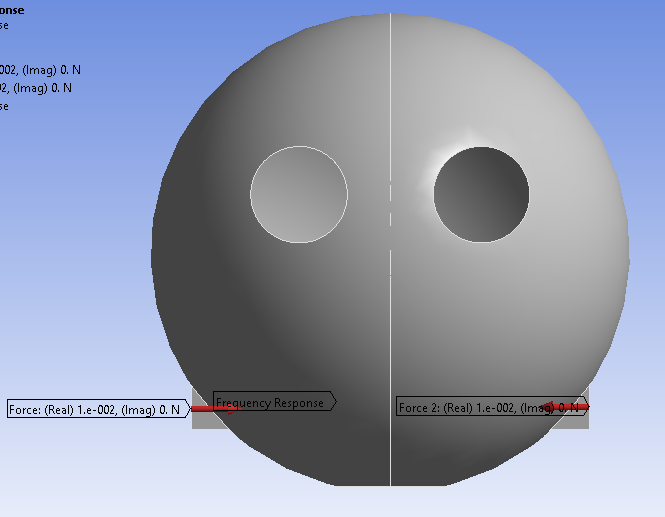 onse
se
002, (Imag) 0. N
02, (Imag) 0. N
se
Frequency Response
Force: (Real) 1.e-002, (Imag) 0. N
Force 2: (Real) 1.e-002, (Imag) 0. N